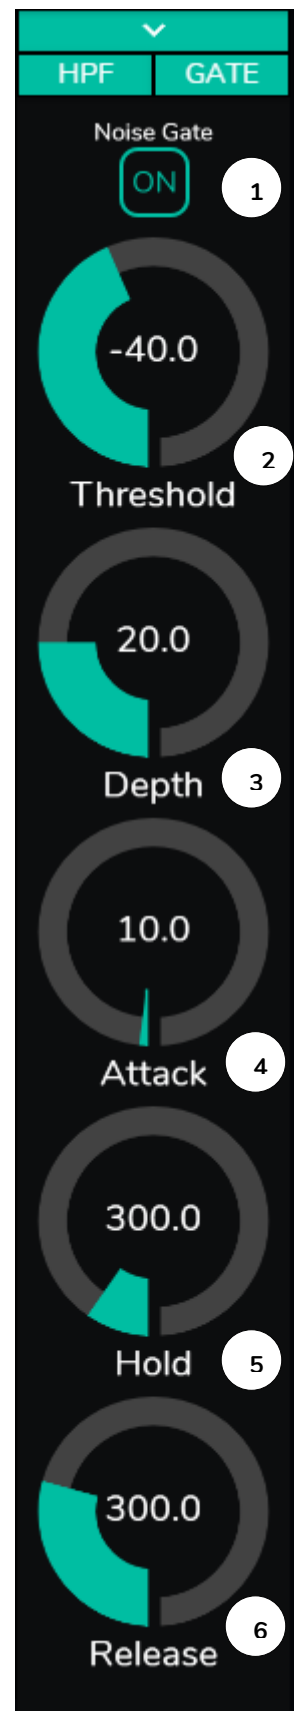 HPF GATE
Noise Gate
ON
1
-40.0
2
Threshold
20.0
Depth
3
10.0
Attack
4
300.0
Hold
5
300.0
Release
6